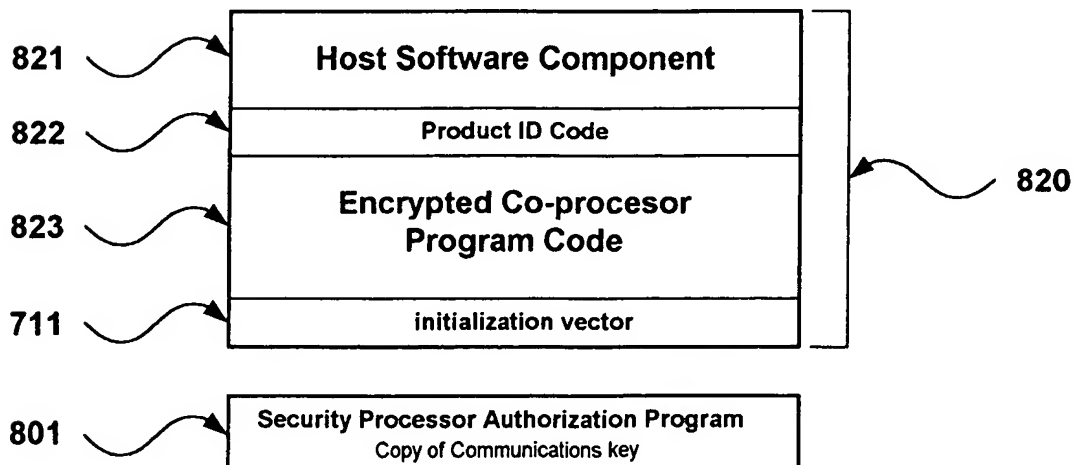 821
Host Software Component
822
Product ID Code
820
823
Encrypted Co-procesor
Program Code
711
initialization vector
801
Security Processor Authorization Program
Copy of Communications key